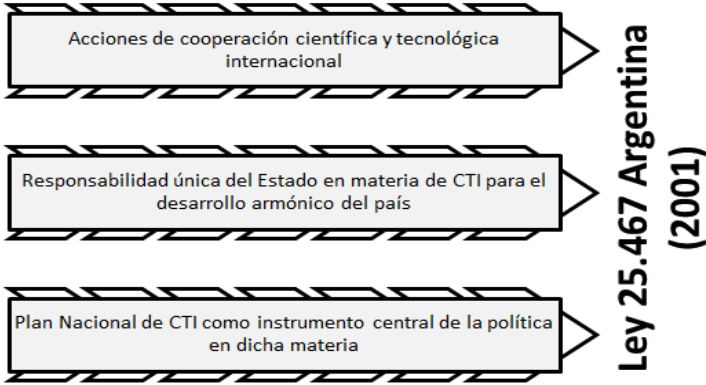 Acciones de cooperación científica y tecnológica
internacional
Responsabilidad única del Estado en materia de CTI para el
desarrollo armónico del país
Plan Nacional de CTI como instrumento central de la política
en dicha materia
Ley 25.467 Argentina
(2001)